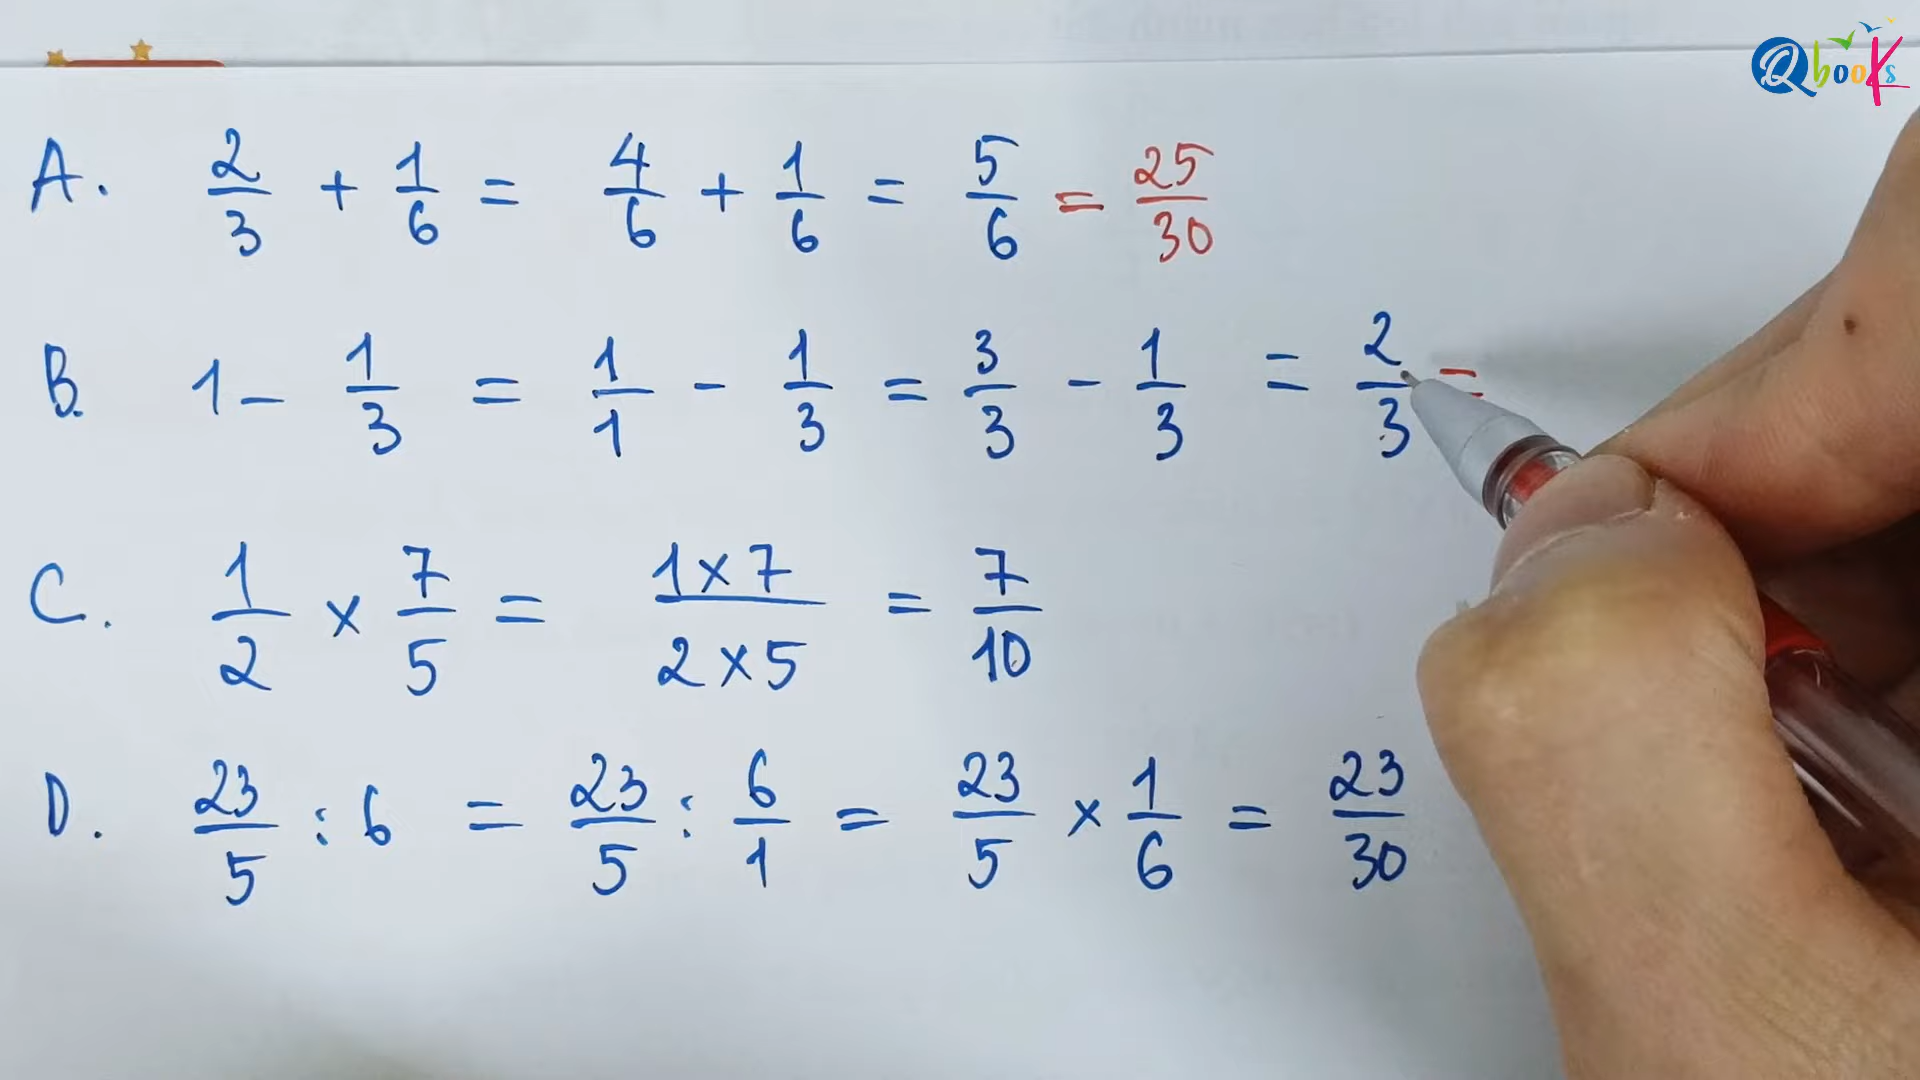 Qbooks
A. 2/3 + 1/6 = 4/6 + 1/6 = 5/6 = 25/30
B. 1 - 1/3 = 1/1 - 1/3 = 3/3 - 1/3 = 2/3 =
C. 1/2 × 7/5 = 1×7/2×5 = 7/10
D. 23/5 : 6 = 23/5 : 6/1 = 23/5 × 1/6 = 23/30